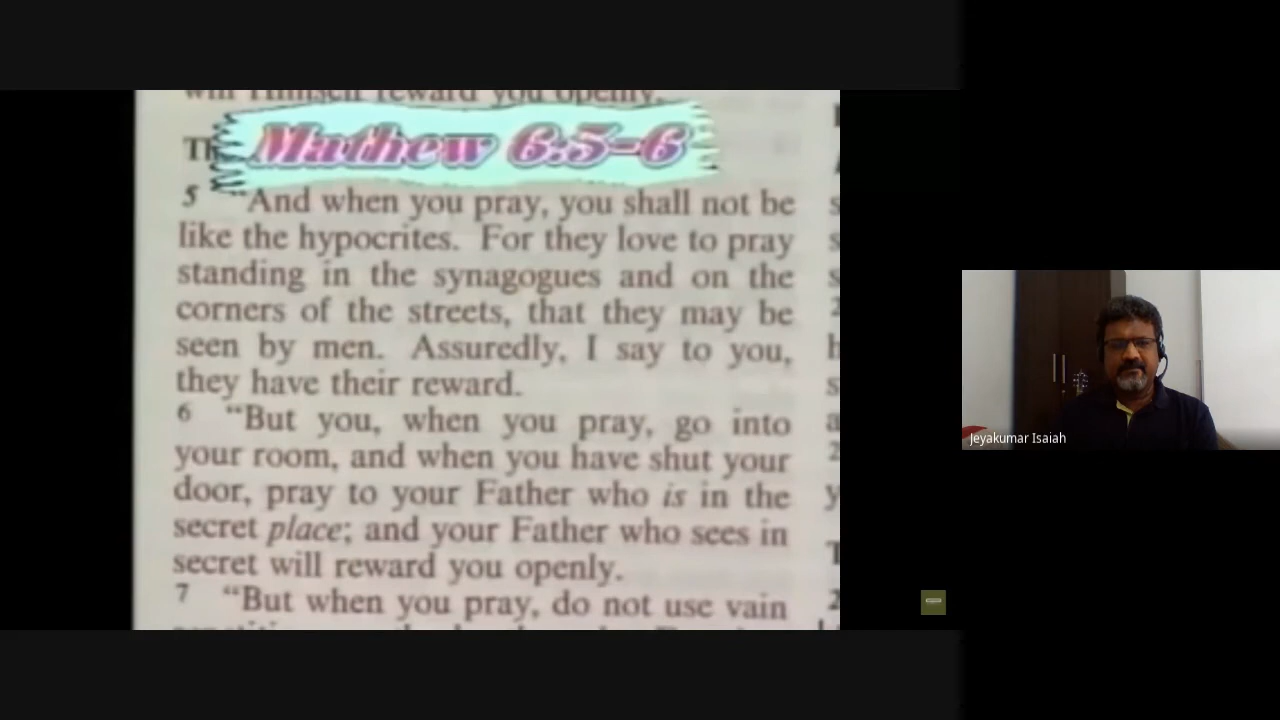 will Himself reward you openly.
Mathew 6:5-6
5 "And when you pray, you shall not be
like the hypocrites. For they love to pray
standing in the synagogues and on the
corners of the streets, that they may be
seen by men. Assuredly, I say to you,
they have their reward.
6 "But you, when you pray, go into
your room, and when you have shut your
door, pray to your Father who is in the
secret place; and your Father who sees in
secret will reward you openly.
7 "But when you pray, do not use vain
Jeyakumar Isaiah